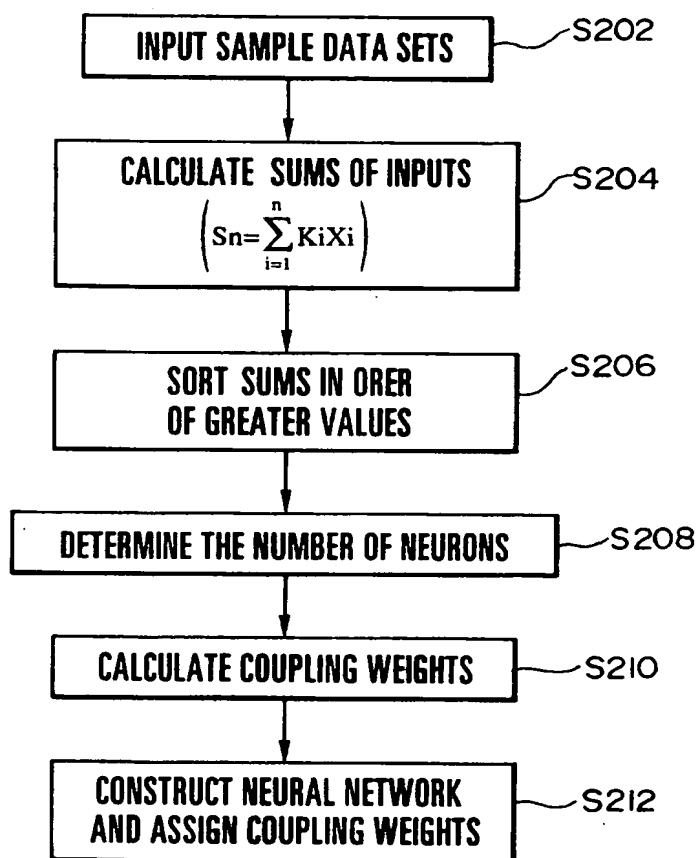 INPUT SAMPLE DATA SETS
S202
CALCULATE SUMS OF INPUTS
(Sn=∑KiXi)
n
i=1
S204
SORT SUMS IN ORER
OF GREATER VALUES
S206
DETERMINE THE NUMBER OF NEURONS
S208
CALCULATE COUPLING WEIGHTS
S210
CONSTRUCT NEURAL NETWORK
AND ASSIGN COUPLING WEIGHTS
S212